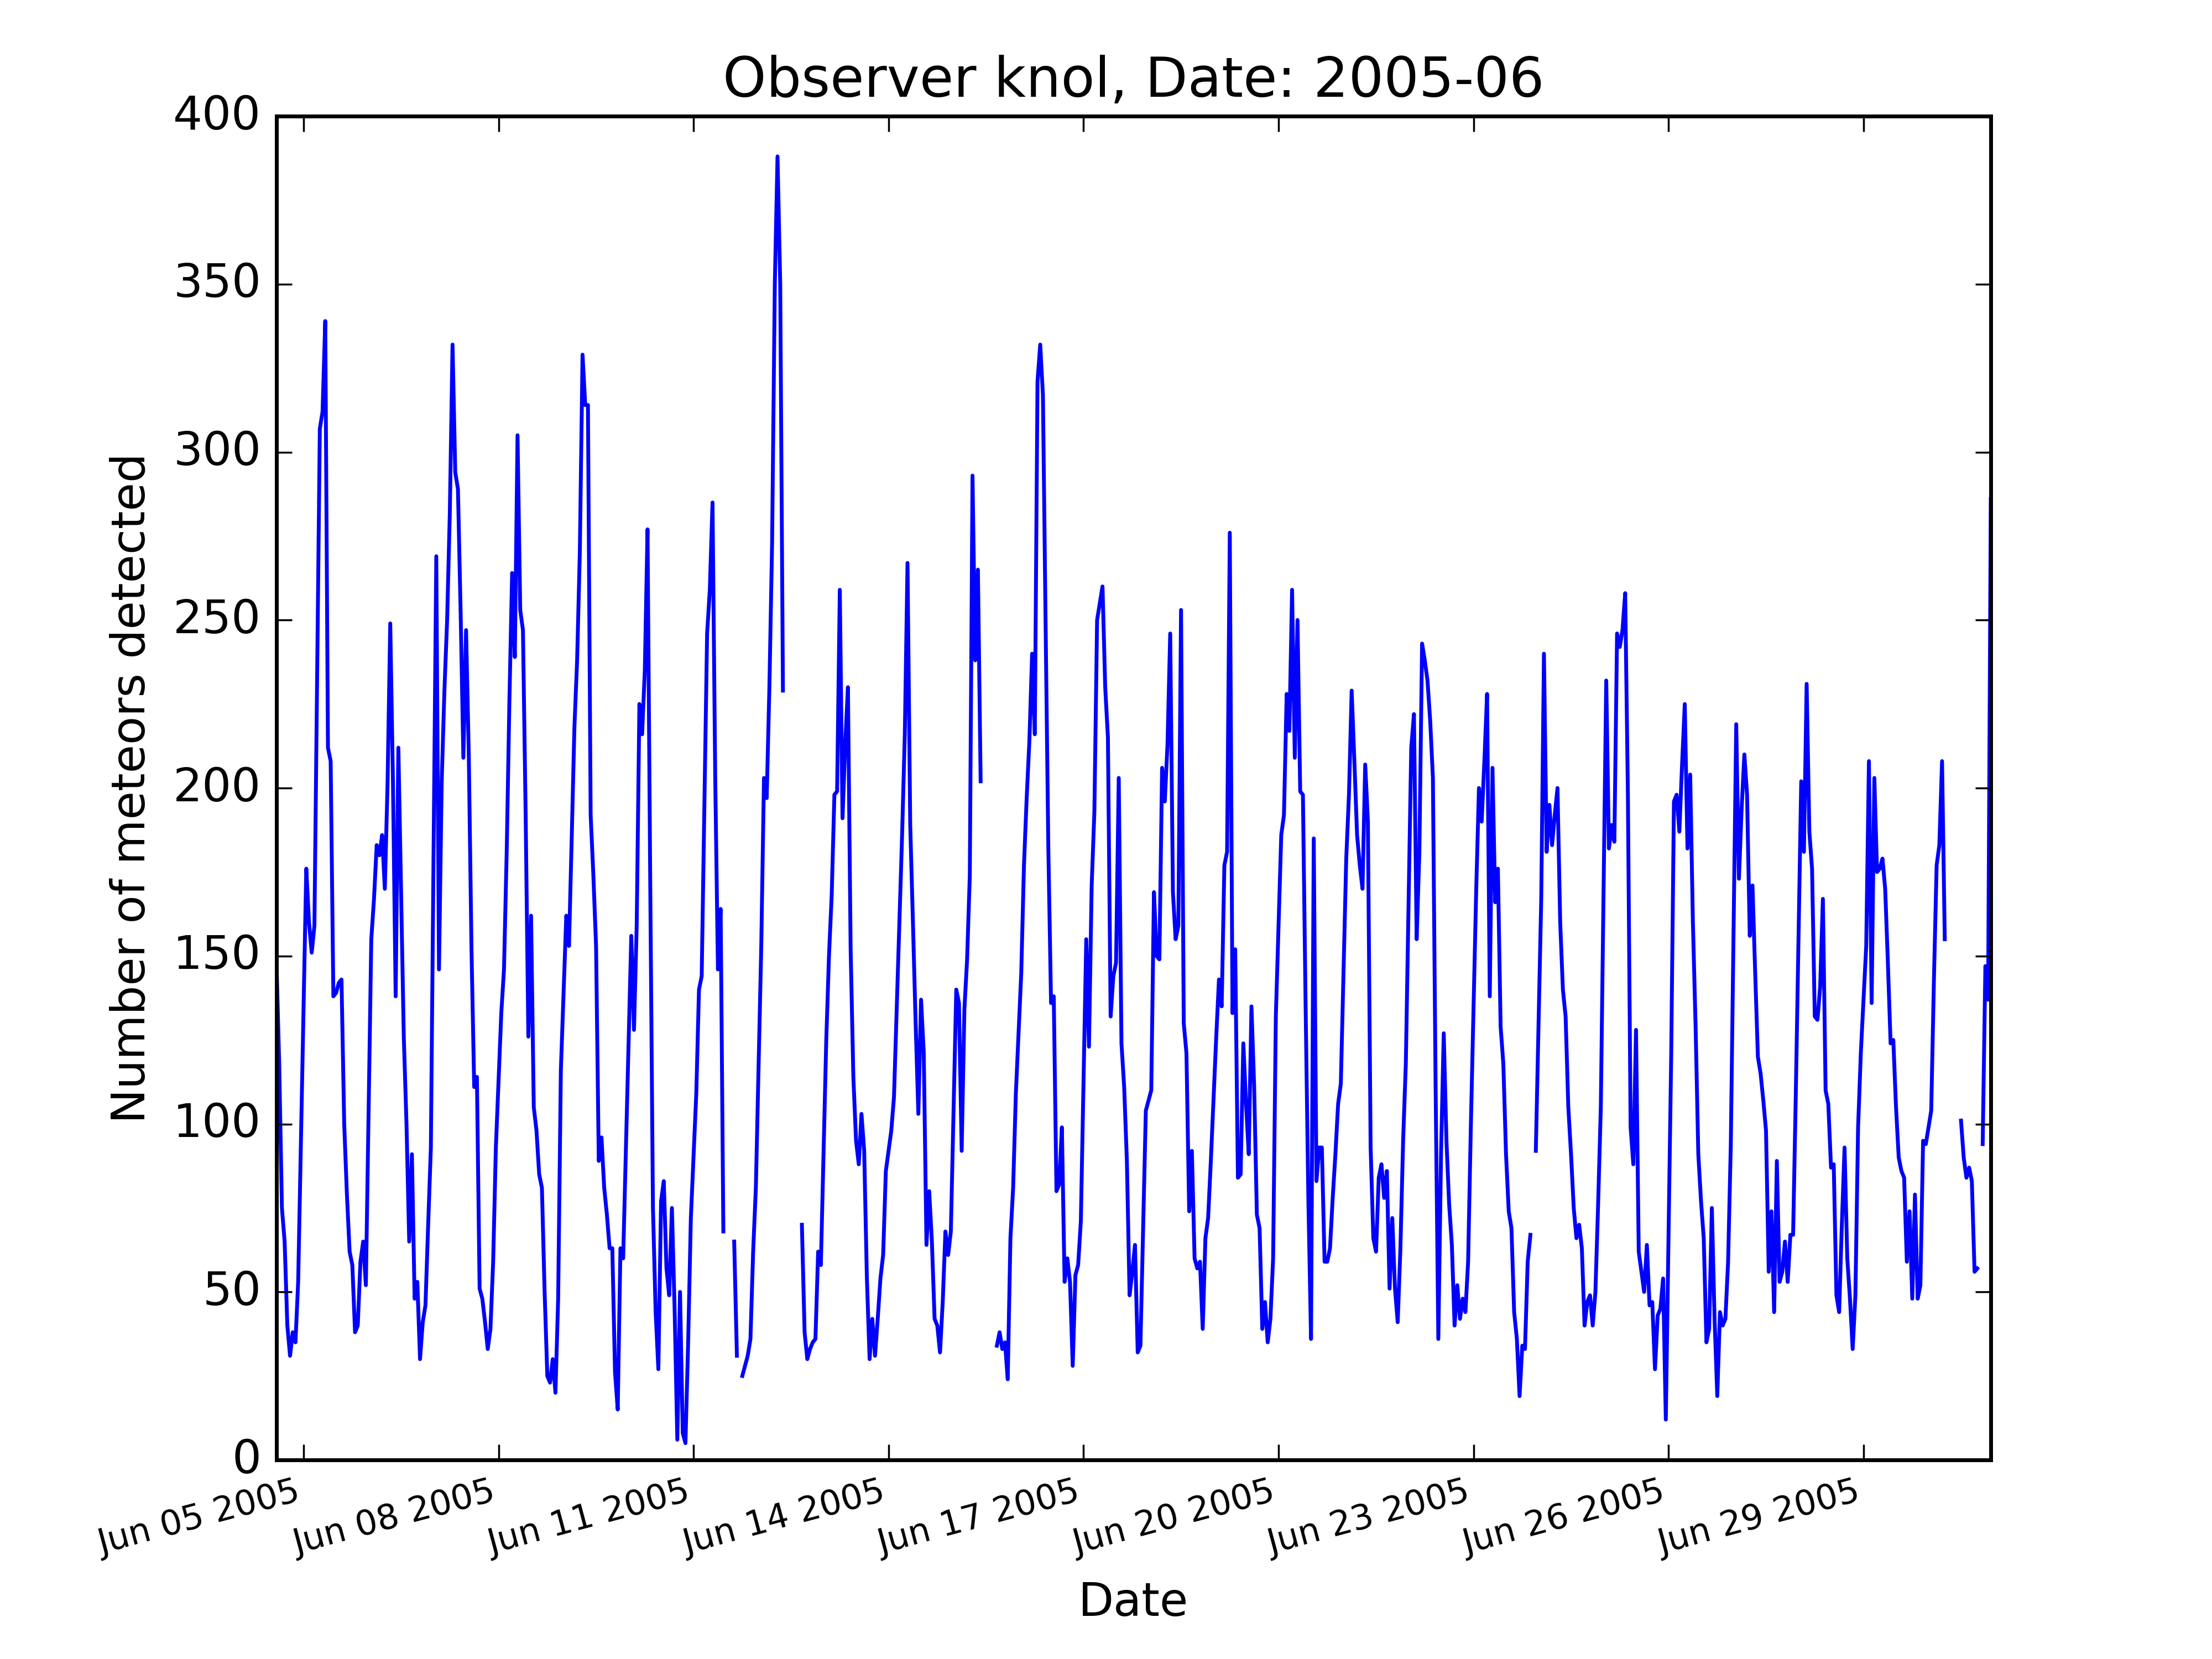 Observer knol, Date: 2005-06
400
350
300
250
200
150
100
50
0
Number of meteors detected
Jun 05 2005
Jun 08 2005
Jun 11 2005
Jun 14 2005
Jun 17 2005
Jun 20 2005
Jun 23 2005
Jun 26 2005
Jun 29 2005
Date